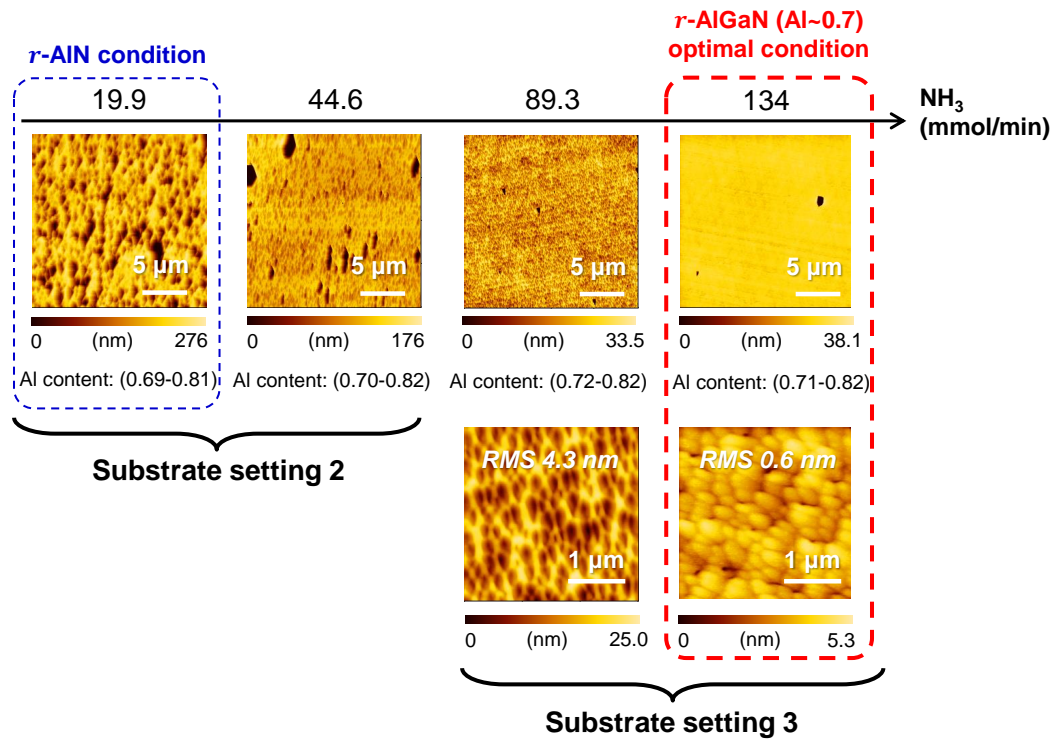 r-AlN condition
r-AlGaN (Al~0.7)
optimal condition
19.9
44.6
89.3
134
NH₃
(mmol/min)
5 μm
5 μm
5 μm
5 μm
0 (nm) 276
0 (nm) 176
0 (nm) 33.5
0 (nm) 38.1
Al content: (0.69-0.81)
Al content: (0.70-0.82)
Al content: (0.72-0.82)
Al content: (0.71-0.82)
Substrate setting 2
RMS 4.3 nm
RMS 0.6 nm
1 μm
1 μm
0 (nm) 25.0
0 (nm) 5.3
Substrate setting 3